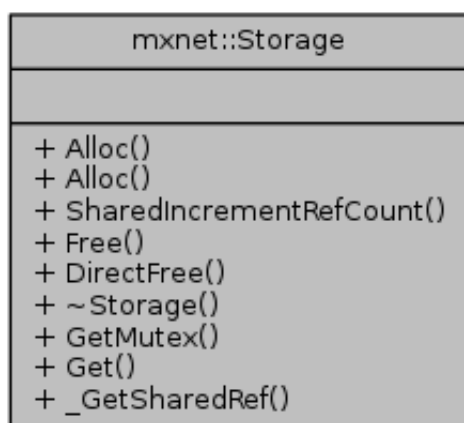 mxnet::Storage
+ Alloc()
+ Alloc()
+ SharedIncrementRefCount()
+ Free()
+ DirectFree()
+ ~Storage()
+ GetMutex()
+ Get()
+ _GetSharedRef()